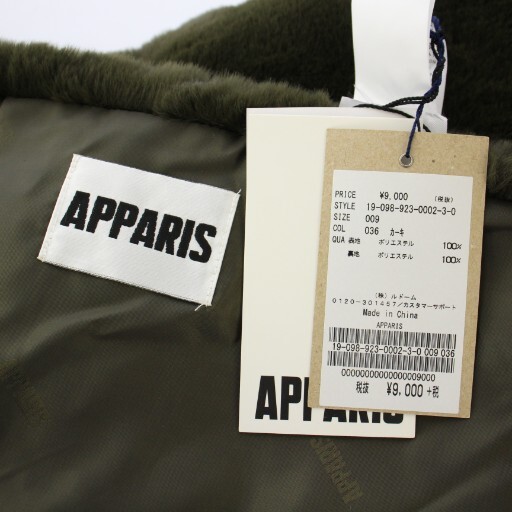 APPARIS
PRICE ¥9,000 (税抜)
STYLE 19-098-923-0002-3-0
SIZE 009
COL 036 カーキ
QUA 表地 ポリエステル 100%
裏地 ポリエステル 100%
(株) ルドーム
0120-301457/カスタマーサポート
Made in China
APPARIS
19-098-923-0002-3-0 009 036
0000000000000009000
税抜 ¥9,000 +税
APPARIS
APPARIS